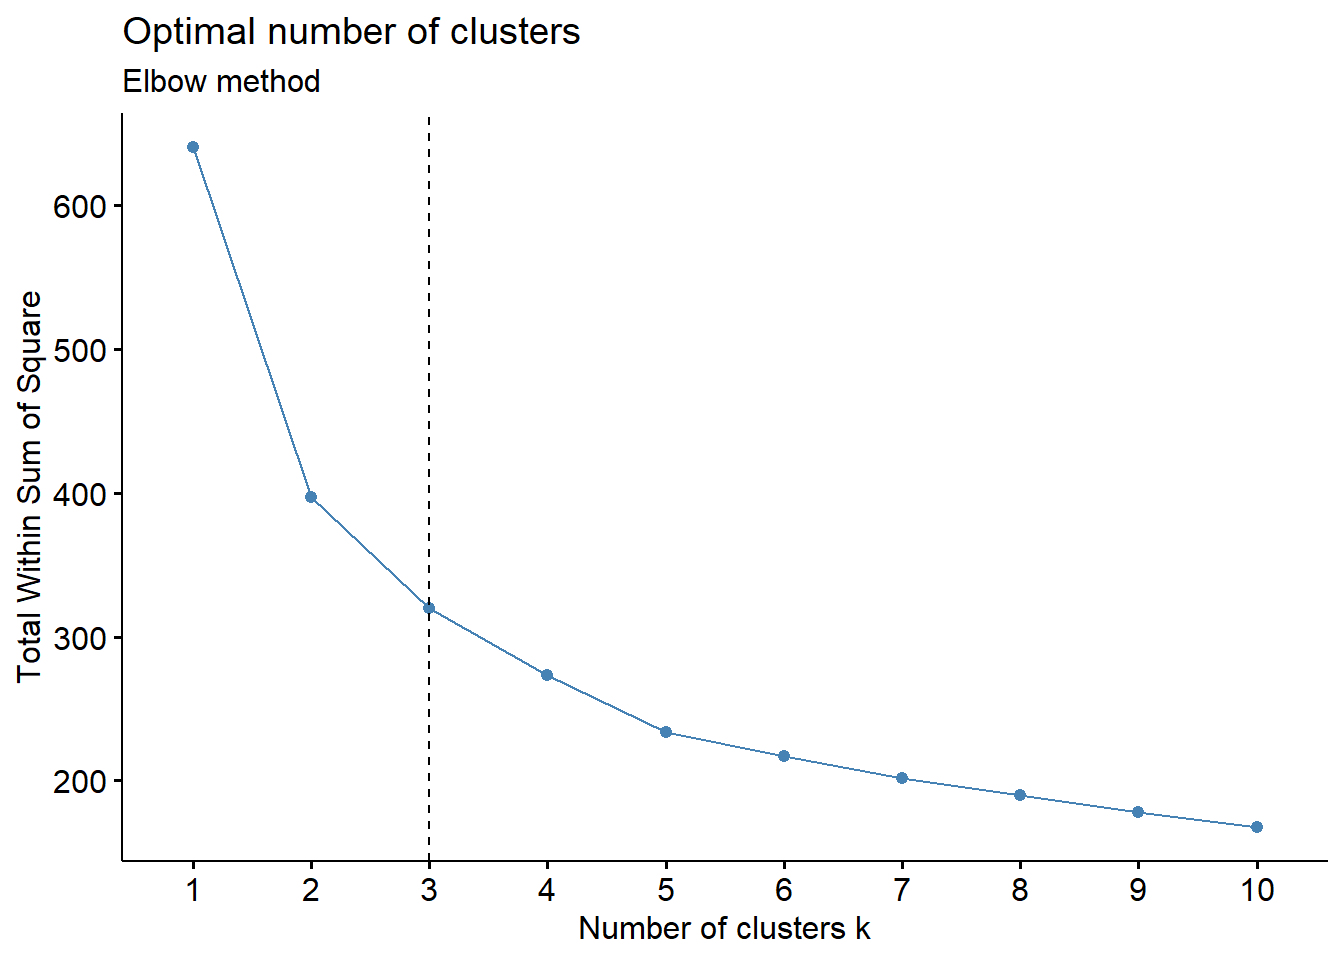 Optimal number of clusters
Elbow method
Total Within Sum of Square
600
500
400
300
200
1 2 3 4 5 6 7 8 9 10
Number of clusters k